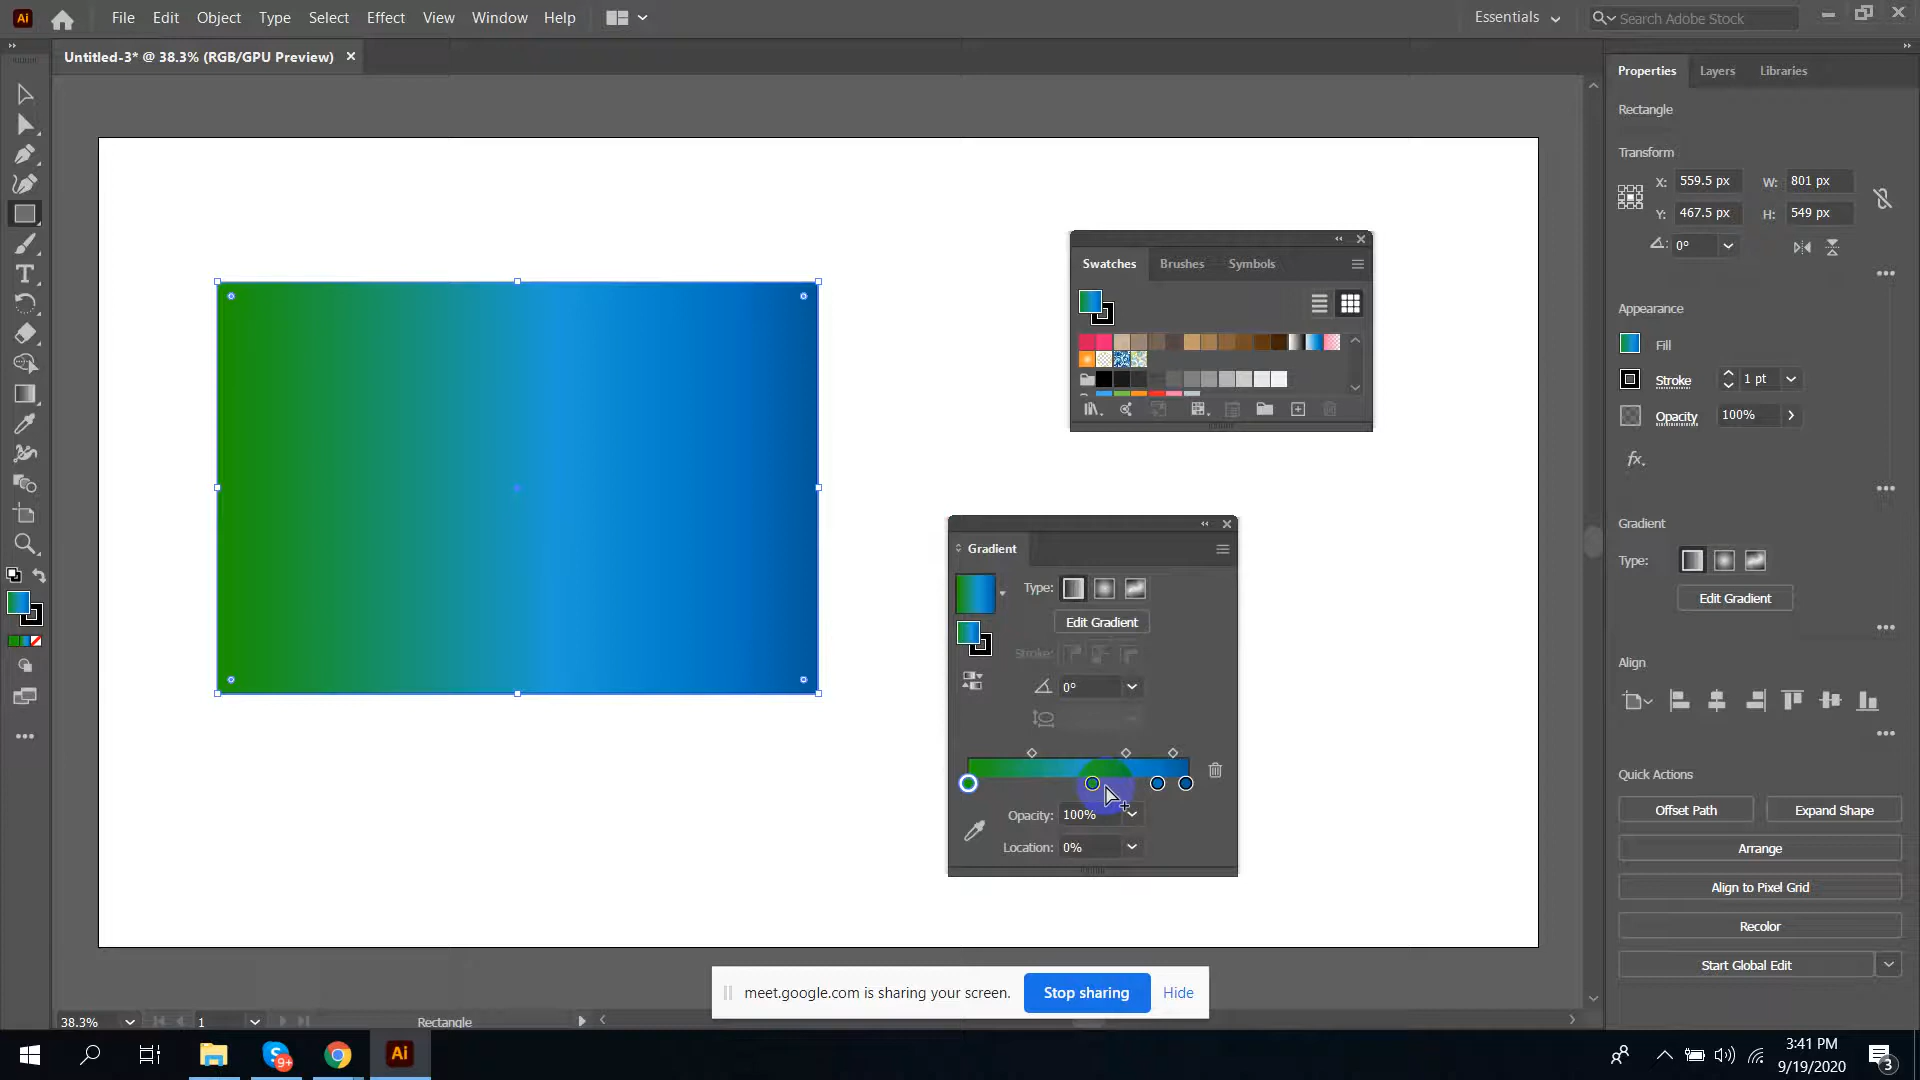 Ai File Edit Object Type Select Effect View Window Help Essentials Search Adobe Stock
Untitled-3* @ 38.3% (RGB/GPU Preview)
Properties Layers Libraries
Rectangle
Transform
X: 559.5 px W: 801 px
Y: 467.5 px H: 549 px
0°
Swatches Brushes Symbols
Appearance
Fill
Stroke 1 pt
Opacity 100%
fx.
Gradient
Type:
Edit Gradient
Gradient
Type:
Edit Gradient
Stroke:
0°
Opacity: 100%
Location: 0%
Align
Quick Actions
Offset Path Expand Shape
Arrange
Align to Pixel Grid
Recolor
Start Global Edit
meet.google.com is sharing your screen. Stop sharing Hide
38.3% 1 Rectangle
9+ Ai
3:41 PM
9/19/2020
3